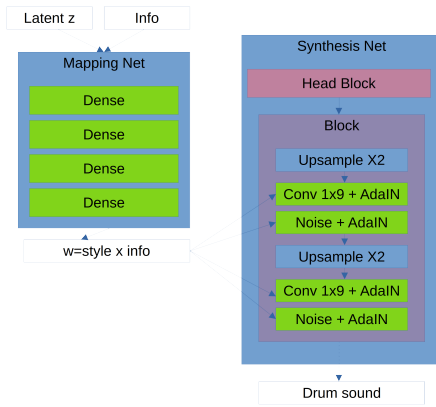 Latent z
Info
Mapping Net
Dense
Dense
Dense
Dense
w=style x info
Synthesis Net
Head Block
Block
Upsample X2
Conv 1x9 + AdaIN
Noise + AdaIN
Upsample X2
Conv 1x9 + AdaIN
Noise + AdaIN
Drum sound